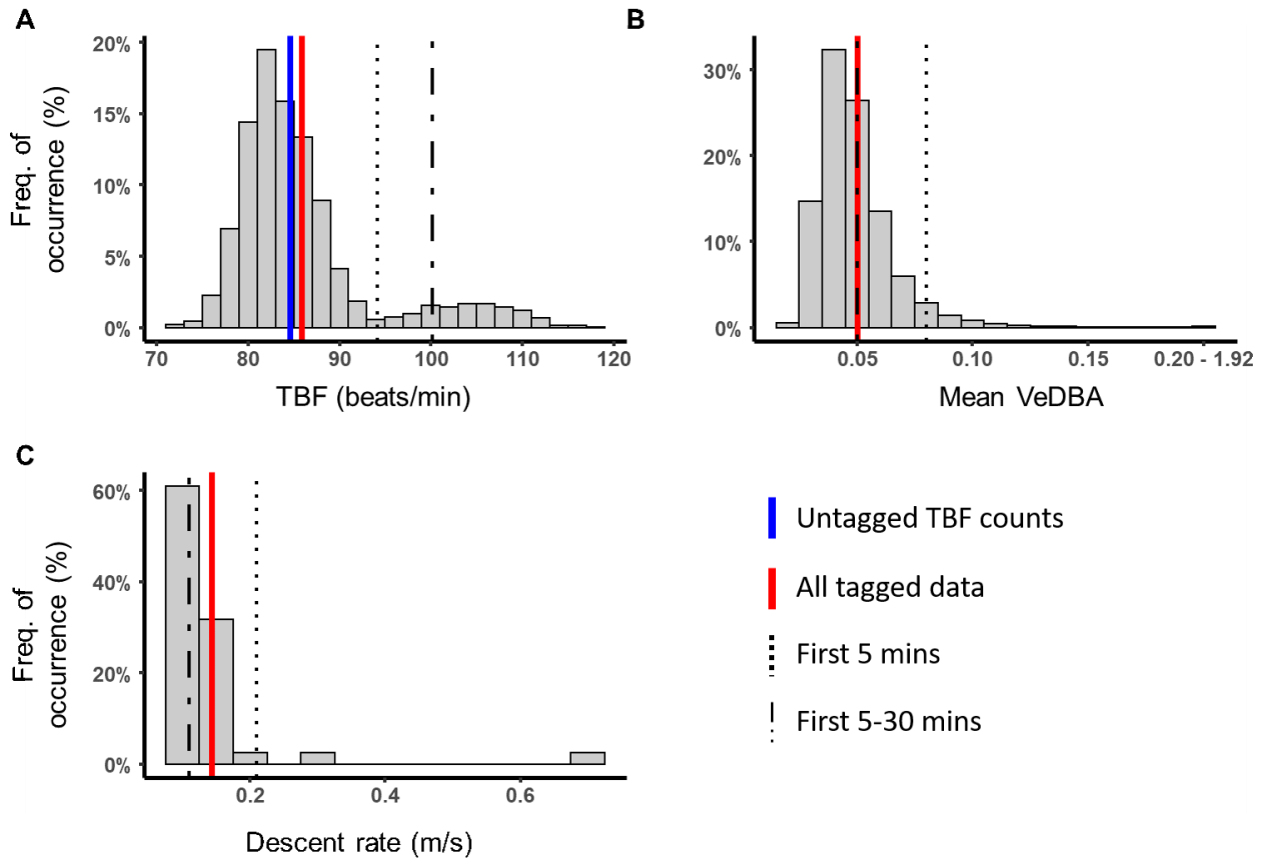 A
Freq. of
occurrence (%)
20%
15%
10%
5%
0%
70 80 90 100 110 120
TBF (beats/min)
B
30%
20%
10%
0%
0.05 0.10 0.15 0.20 - 1.92
Mean VeDBA
C
Freq. of
occurrence (%)
60%
40%
20%
0%
0.2 0.4 0.6
Descent rate (m/s)
Untagged TBF counts
All tagged data
First 5 mins
First 5-30 mins